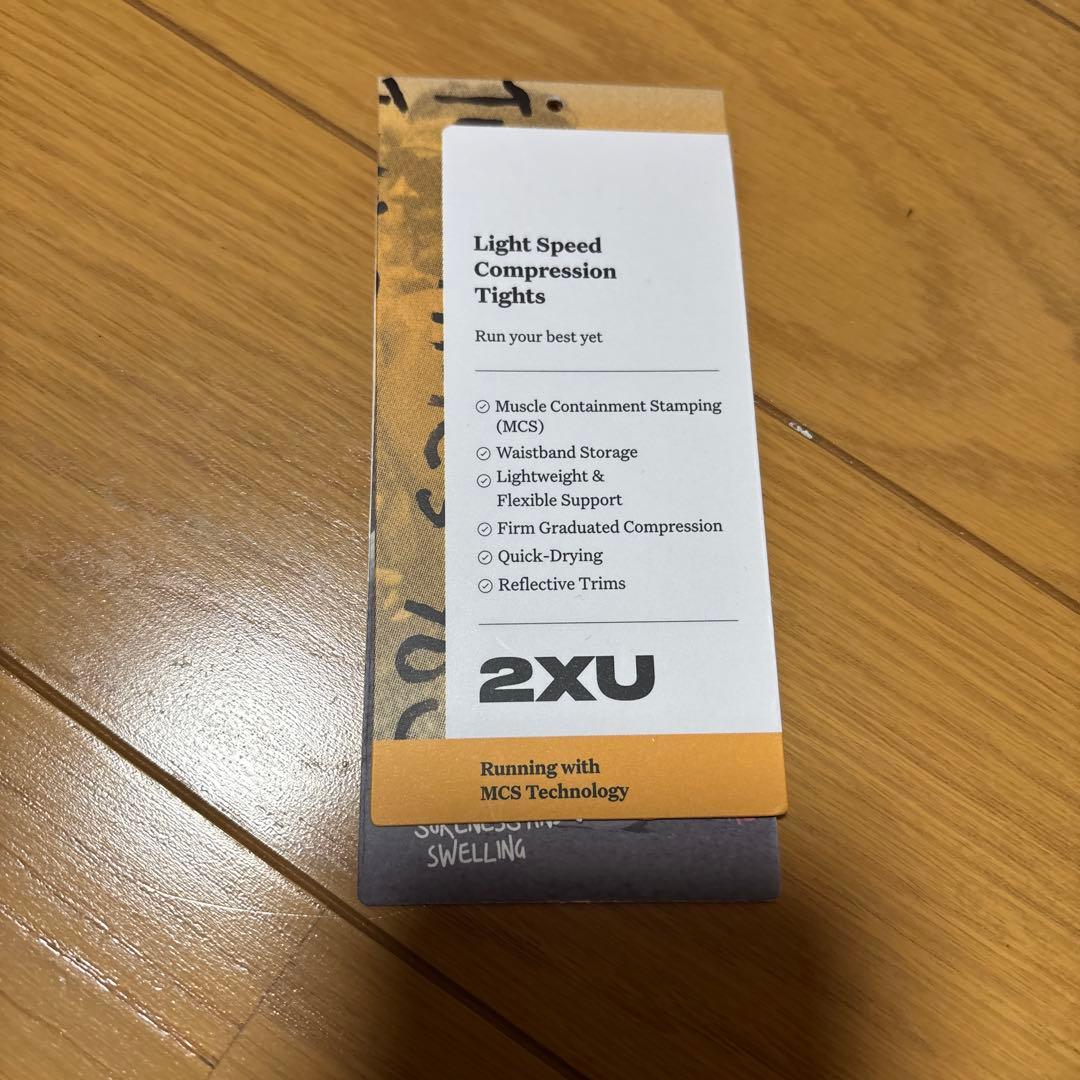 Light Speed
Compression
Tights
Run your best yet
Muscle Containment Stamping
(MCS)
Waistband Storage
Lightweight &
Flexible Support
Firm Graduated Compression
Quick-Drying
Reflective Trims
2XU
Running with
MCS Technology
SWELLING